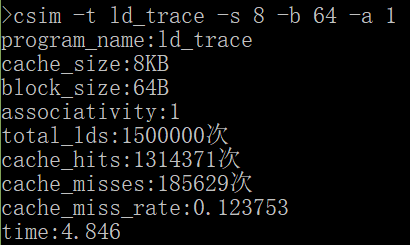 >csim -t ld_trace -s 8 -b 64 -a 1
program_name:ld_trace
cache_size:8KB
block_size:64B
associativity:1
total_lds:1500000次
cache_hits:1314371次
cache_misses:185629次
cache_miss_rate:0.123753
time:4.846